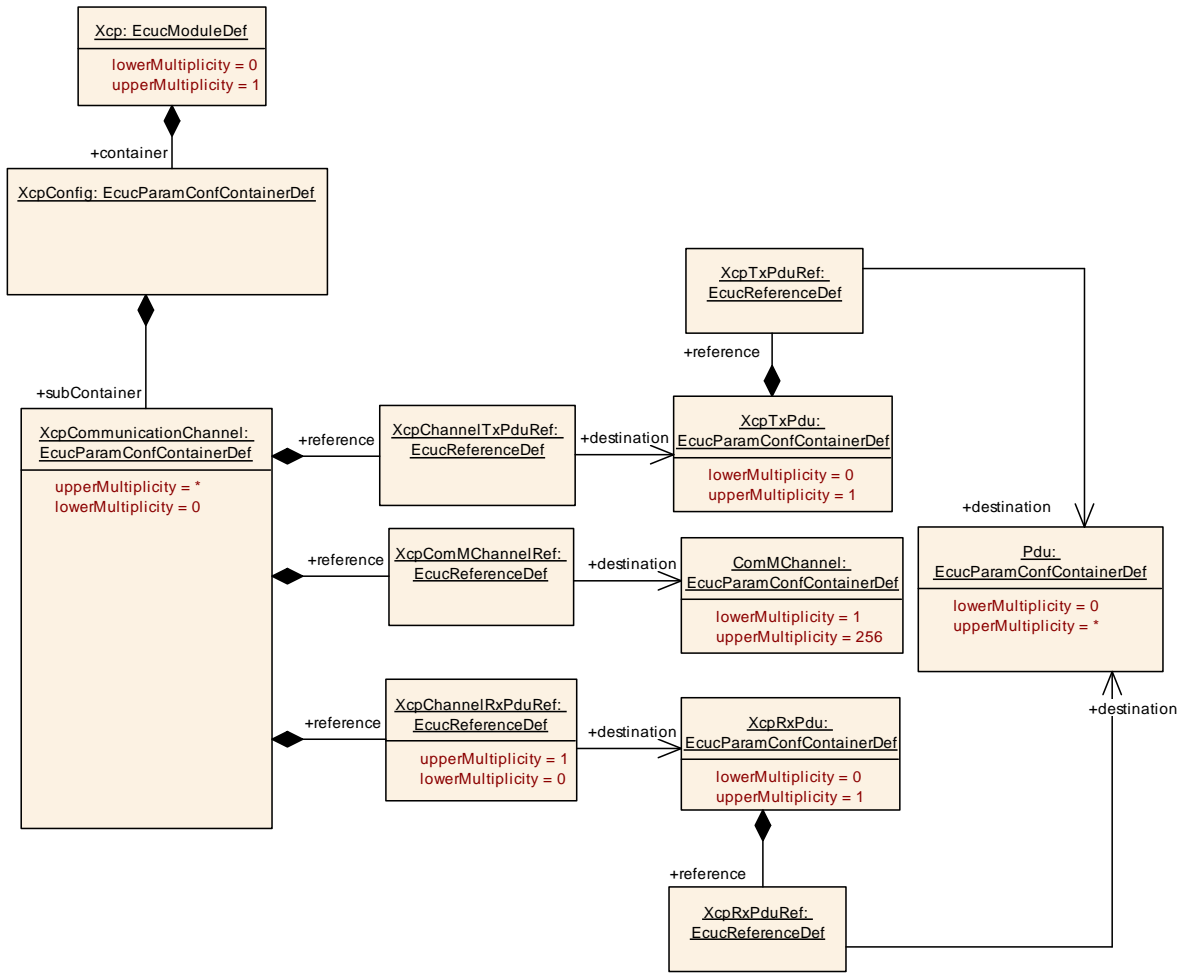 Xcp: EcucModuleDef
lowerMultiplicity = 0
upperMultiplicity = 1
+container
XcpConfig: EcucParamConfContainerDef
+subContainer
XcpCommunicationChannel:
EcucParamConfContainerDef
upperMultiplicity = *
lowerMultiplicity = 0
+reference
XcpChannelTxPduRef:
EcucReferenceDef
+destination
XcpTxPduRef:
EcucReferenceDef
+reference
XcpTxPdu:
EcucParamConfContainerDef
lowerMultiplicity = 0
upperMultiplicity = 1
+destination
+reference
XcpComMChannelRef:
EcucReferenceDef
+destination
ComMChannel:
EcucParamConfContainerDef
lowerMultiplicity = 1
upperMultiplicity = 256
Pdu:
EcucParamConfContainerDef
lowerMultiplicity = 0
upperMultiplicity = *
+reference
XcpChannelRxPduRef:
EcucReferenceDef
upperMultiplicity = 1
lowerMultiplicity = 0
+destination
XcpRxPdu:
EcucParamConfContainerDef
lowerMultiplicity = 0
upperMultiplicity = 1
+destination
+reference
XcpRxPduRef:
EcucReferenceDef